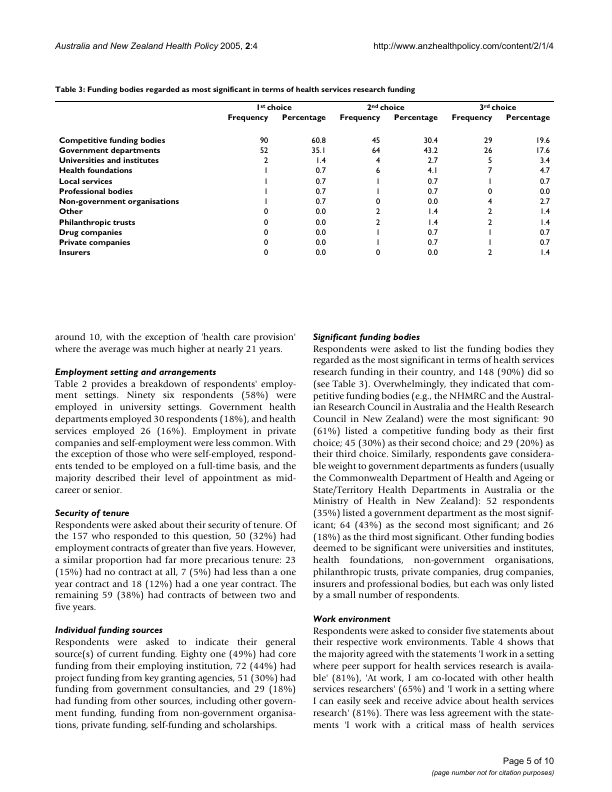 Australia and New Zealand Health Policy 2005, 2:4 http://www.anzhealthpolicy.com/content/2/1/4
Table 3: Funding bodies regarded as most significant in terms of health services research funding
1st choice 2nd choice 3rd choice
Frequency Percentage Frequency Percentage Frequency Percentage
Competitive funding bodies 90 60.8 45 30.4 29 19.6
Government departments 52 35.1 64 43.2 26 17.6
Universities and institutes 2 1.4 4 2.7 5 3.4
Health foundations 1 0.7 6 4.1 7 4.7
Local services 1 0.7 1 0.7 1 0.7
Professional bodies 1 0.7 1 0.7 0 0.0
Non-government organisations 1 0.7 0 0.0 4 2.7
Other 0 0.0 2 1.4 2 1.4
Philanthropic trusts 0 0.0 2 1.4 2 1.4
Drug companies 0 0.0 1 0.7 1 0.7
Private companies 0 0.0 1 0.7 1 0.7
Insurers 0 0.0 0 0.0 2 1.4
around 10, with the exception of 'health care provision'
where the average was much higher at nearly 21 years.
Employment setting and arrangements
Table 2 provides a breakdown of respondents' employ-
ment settings. Ninety six respondents (58%) were
employed in university settings. Government health
departments employed 30 respondents (18%), and health
services employed 26 (16%). Employment in private
companies and self-employment were less common. With
the exception of those who were self-employed, respond-
ents tended to be employed on a full-time basis, and the
majority described their level of appointment as mid-
career or senior.
Security of tenure
Respondents were asked about their security of tenure. Of
the 157 who responded to this question, 50 (32%) had
employment contracts of greater than five years. However,
a similar proportion had far more precarious tenure: 23
(15%) had no contract at all, 7 (5%) had less than a one
year contract and 18 (12%) had a one year contract. The
remaining 59 (38%) had contracts of between two and
five years.
Individual funding sources
Respondents were asked to indicate their general
source(s) of current funding. Eighty one (49%) had core
funding from their employing institution, 72 (44%) had
project funding from key granting agencies, 51 (30%) had
funding from government consultancies, and 29 (18%)
had funding from other sources, including other govern-
ment funding, funding from non-government organisa-
tions, private funding, self-funding and scholarships.
Significant funding bodies
Respondents were asked to list the funding bodies they
regarded as the most significant in terms of health services
research funding in their country, and 148 (90%) did so
(see Table 3). Overwhelmingly, they indicated that com-
petitive funding bodies (e.g., the NHMRC and the Austral-
ian Research Council in Australia and the Health Research
Council in New Zealand) were the most significant: 90
(61%) listed a competitive funding body as their first
choice; 45 (30%) as their second choice; and 29 (20%) as
their third choice. Similarly, respondents gave considera-
ble weight to government departments as funders (usually
the Commonwealth Department of Health and Ageing or
State/Territory Health Departments in Australia or the
Ministry of Health in New Zealand): 52 respondents
(35%) listed a government department as the most signif-
icant; 64 (43%) as the second most significant; and 26
(18%) as the third most significant. Other funding bodies
deemed to be significant were universities and institutes,
health foundations, non-government organisations,
philanthropic trusts, private companies, drug companies,
insurers and professional bodies, but each was only listed
by a small number of respondents.
Work environment
Respondents were asked to consider five statements about
their respective work environments. Table 4 shows that
the majority agreed with the statements 'I work in a setting
where peer support for health services research is availa-
ble' (81%), 'At work, I am co-located with other health
services researchers' (65%) and 'I work in a setting where
I can easily seek and receive advice about health services
research' (81%). There was less agreement with the state-
ments 'I work with a critical mass of health services
Page 5 of 10
(page number not for citation purposes)